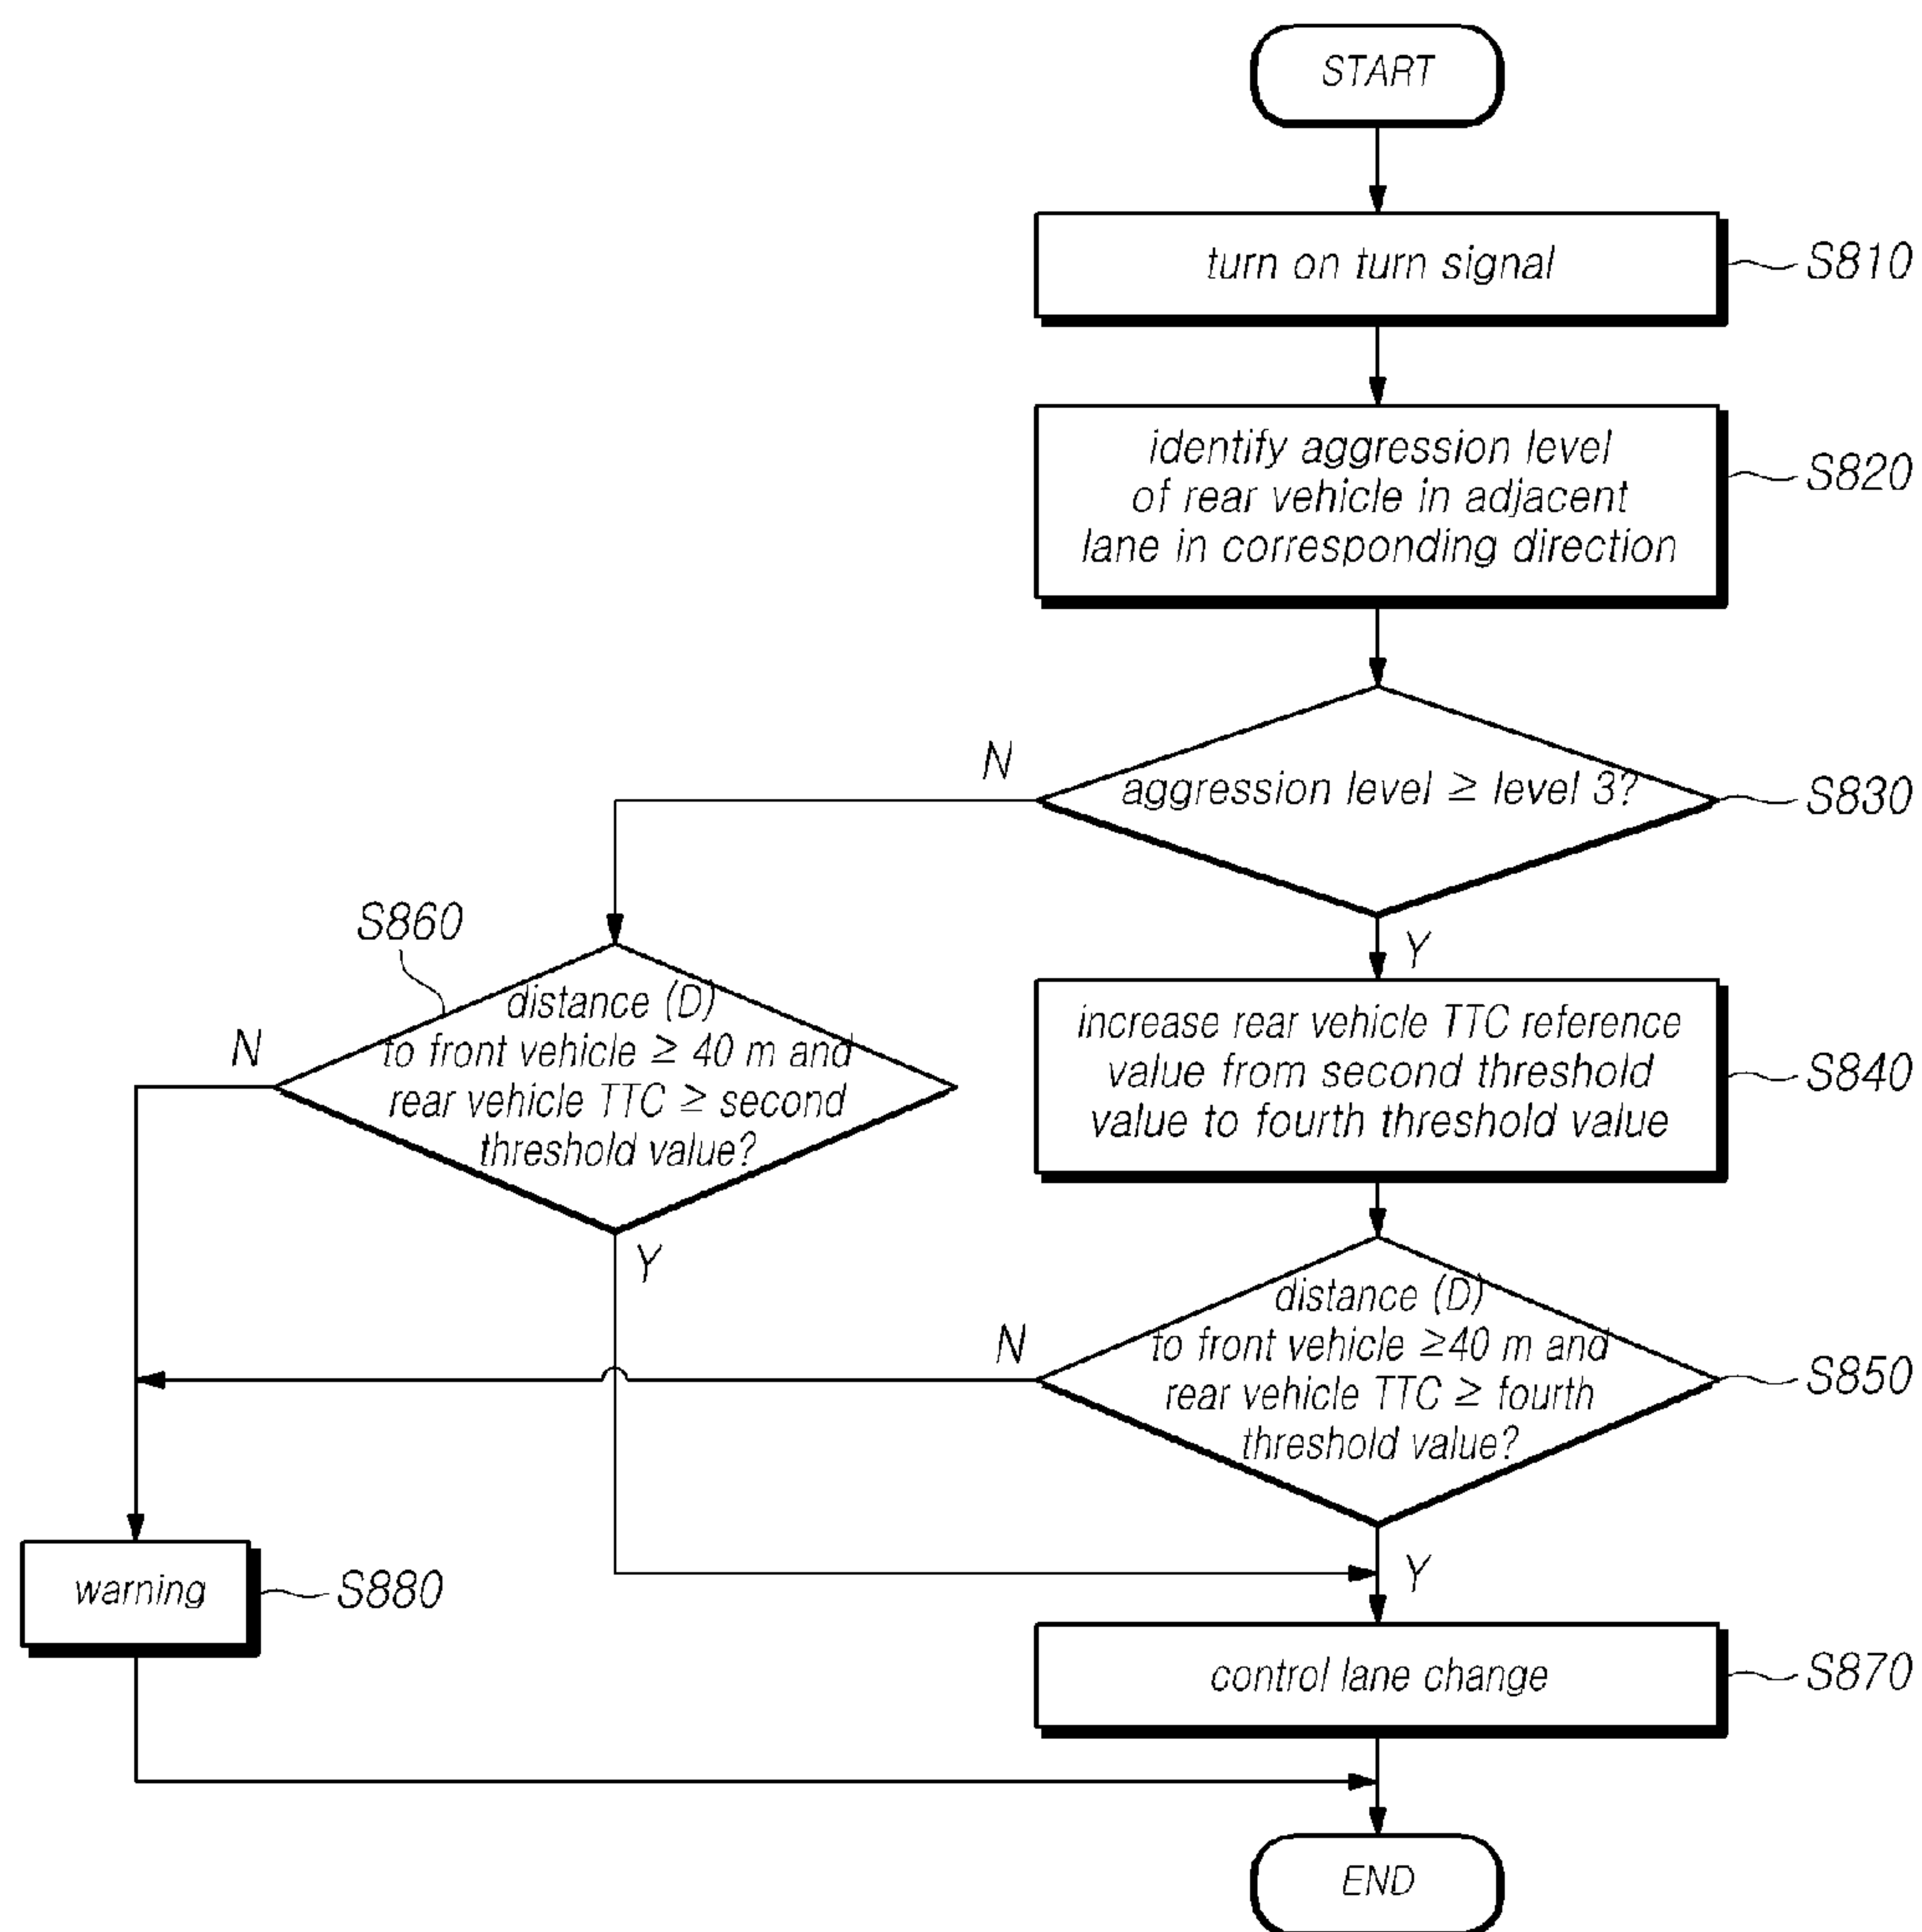 START
turn on turn signal
S810
identify aggression level
of rear vehicle in adjacent
lane in corresponding direction
S820
aggression level ≥ level 3?
S830
N
Y
S860
distance (D)
to front vehicle ≥ 40 m and
rear vehicle TTC ≥ second
threshold value?
N
Y
increase rear vehicle TTC reference
value from second threshold
value to fourth threshold value
S840
distance (D)
to front vehicle ≥40 m and
rear vehicle TTC ≥ fourth
threshold value?
S850
N
Y
warning
S880
control lane change
S870
END